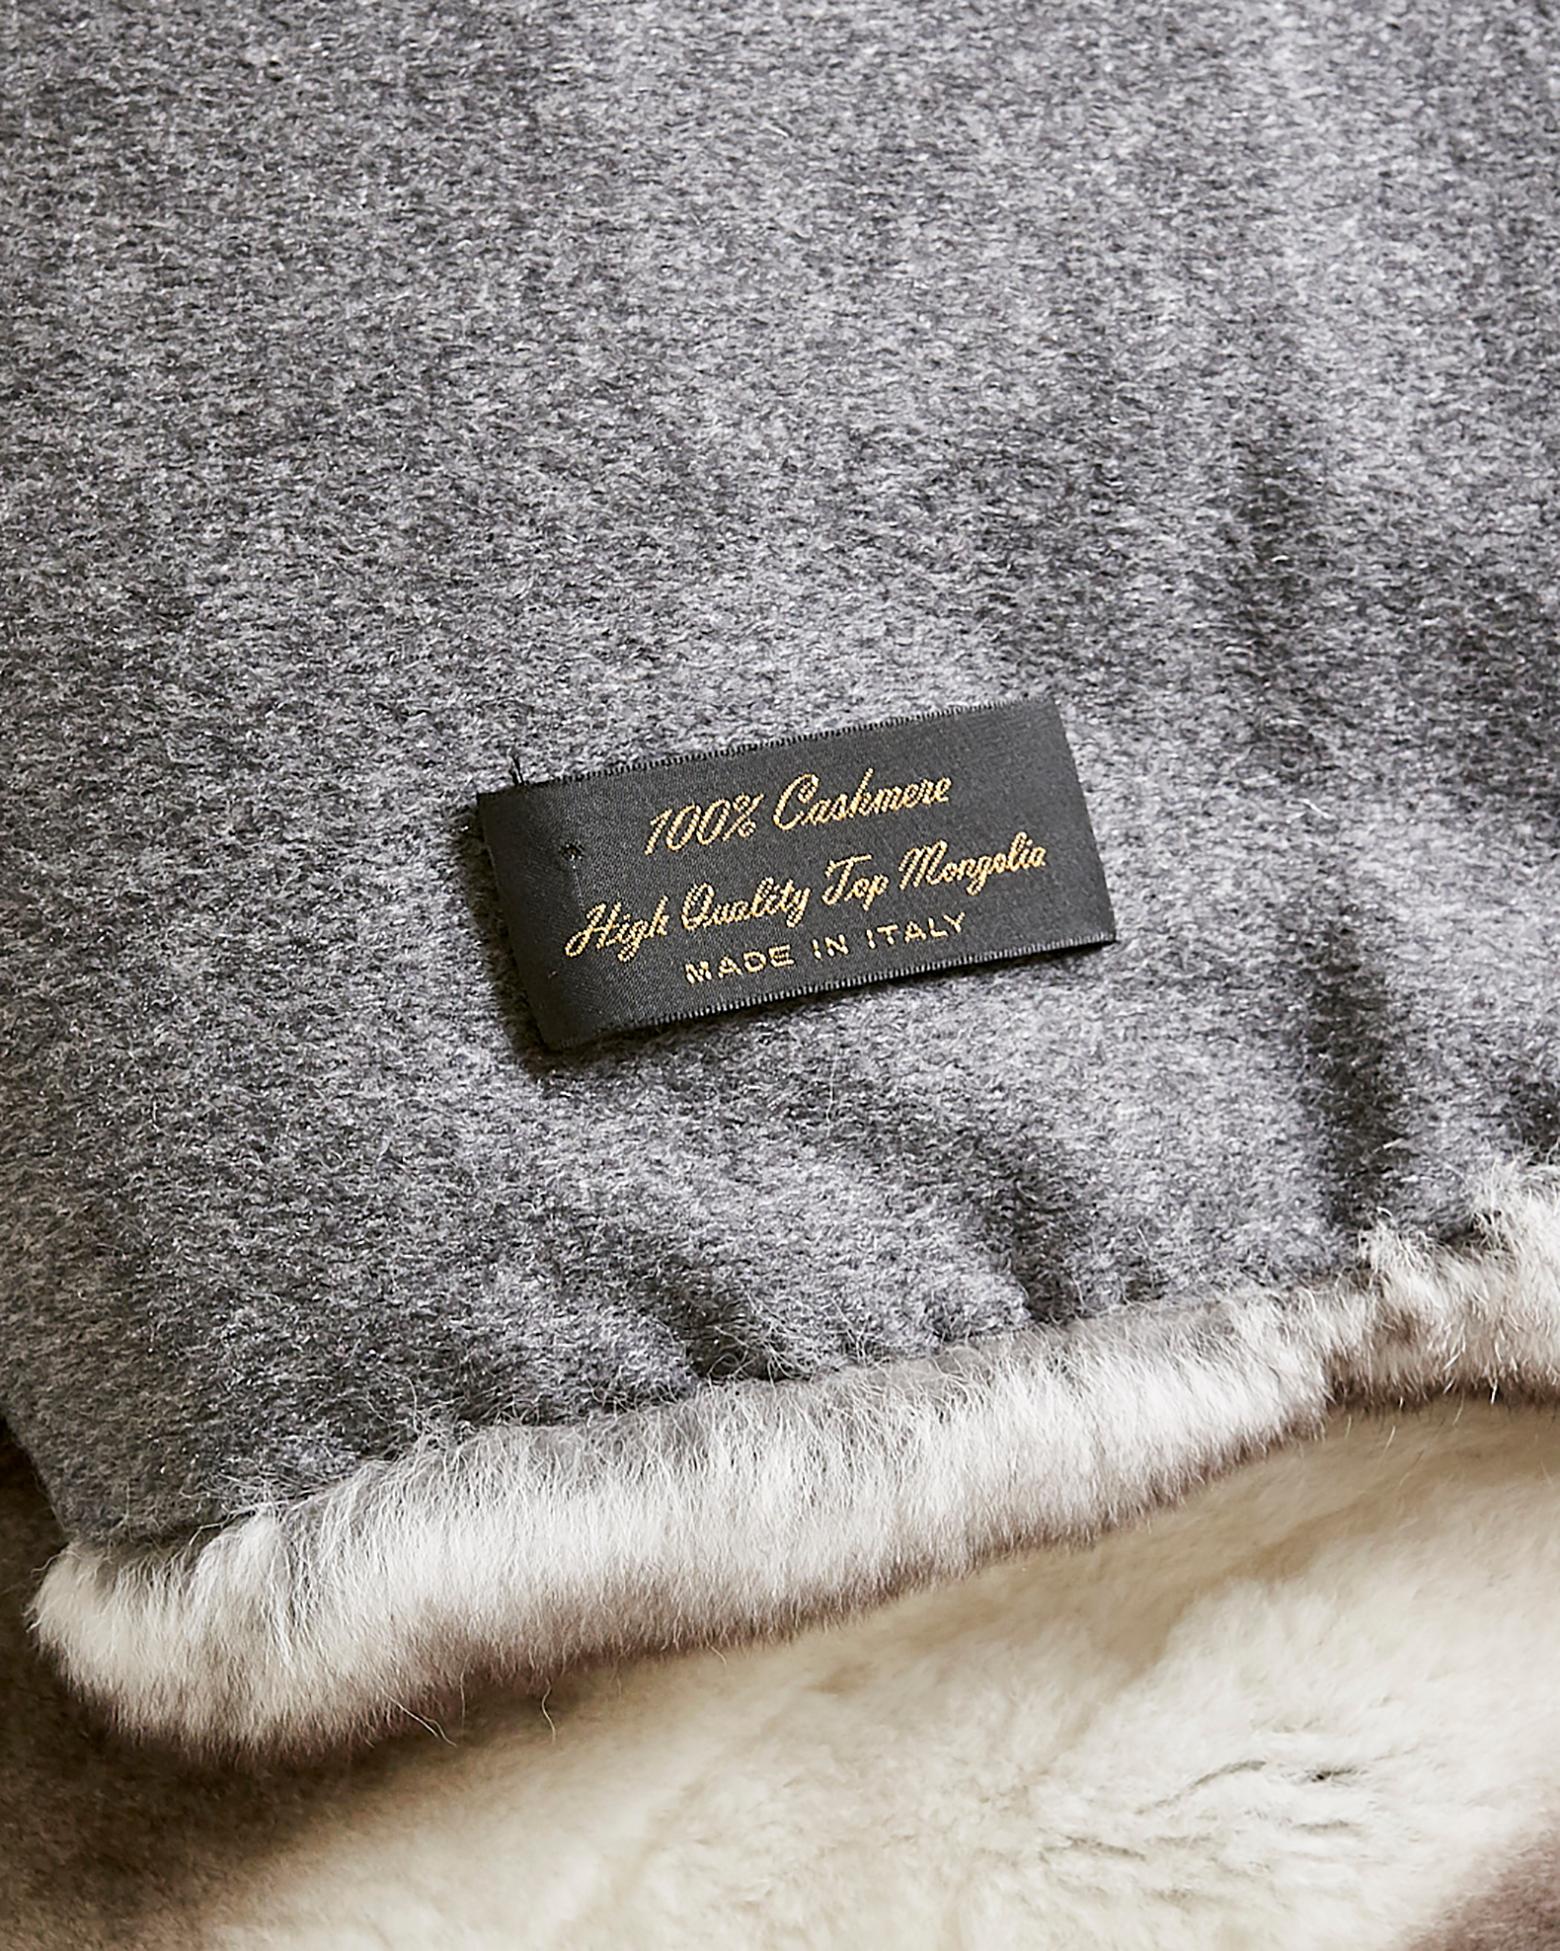 100% Cashmere
High Quality Top Mongolia
MADE IN ITALY